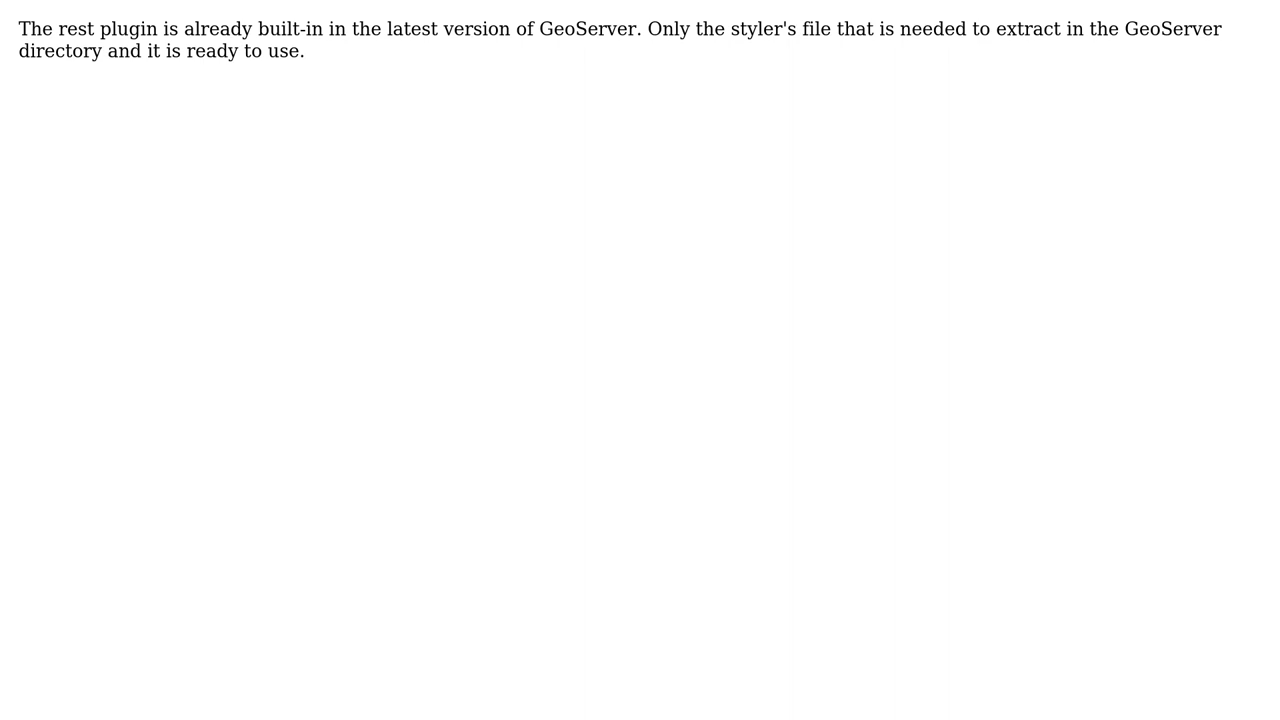 The rest plugin is already built-in in the latest version of GeoServer. Only the styler's file that is needed to extract in the GeoServer
directory and it is ready to use.